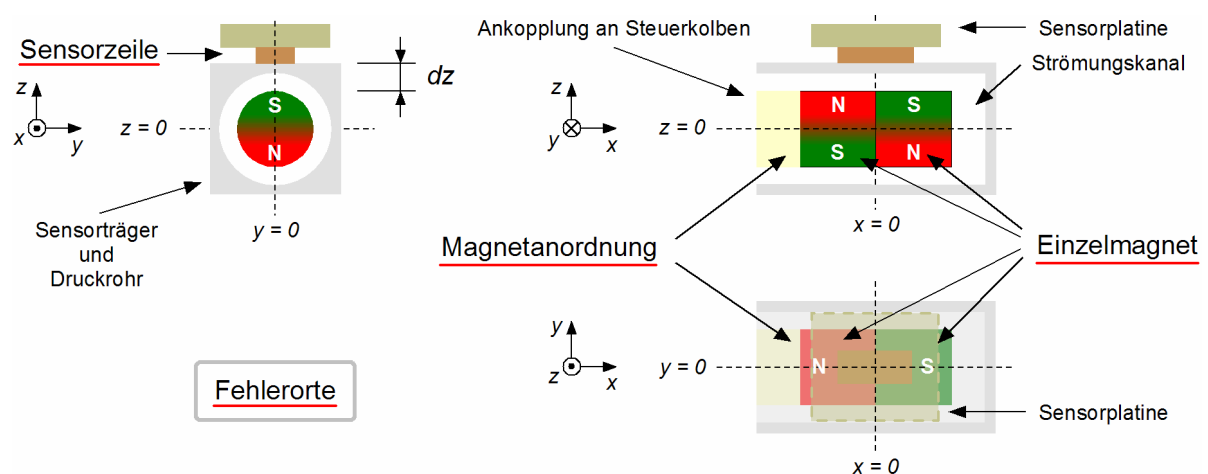 Sensorzeile
z
x
y
z = 0
S
N
dz
y = 0
Sensorträger
und
Druckrohr
Fehlerorte
Ankopplung an Steuerkolben
Sensorplatine
Strömungskanal
z
y
x
z = 0
N
S
S
N
x = 0
Magnetanordnung
Einzelmagnet
y
z
x
y = 0
N
S
Sensorplatine
x = 0